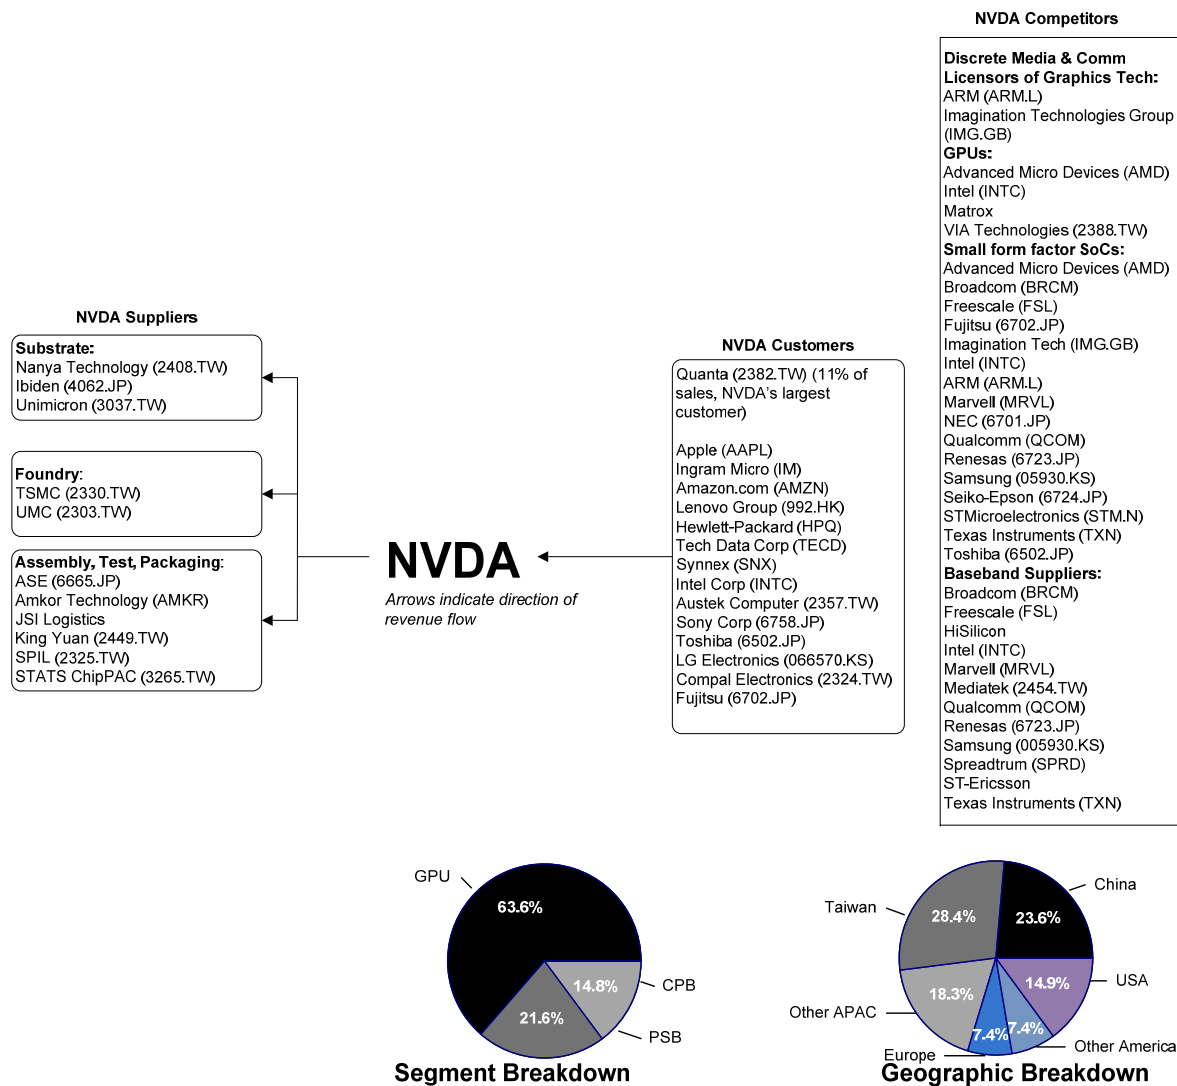 NVDA Competitors
Discrete Media & Comm
Licensors of Graphics Tech:
ARM (ARM.L)
Imagination Technologies Group
(IMG.GB)
GPUs:
Advanced Micro Devices (AMD)
Intel (INTC)
Matrox
VIA Technologies (2388.TW)
Small form factor SoCs:
Advanced Micro Devices (AMD)
Broadcom (BRCM)
Freescale (FSL)
Fujitsu (6702.JP)
Imagination Tech (IMG.GB)
Intel (INTC)
ARM (ARM.L)
Marvell (MRVL)
NEC (6701.JP)
Qualcomm (QCOM)
Renesas (6723.JP)
Samsung (05930.KS)
Seiko-Epson (6724.JP)
STMicroelectronics (STM.N)
Texas Instruments (TXN)
Toshiba (6502.JP)
Baseband Suppliers:
Broadcom (BRCM)
Freescale (FSL)
HiSilicon
Intel (INTC)
Marvell (MRVL)
Mediatek (2454.TW)
Qualcomm (QCOM)
Renesas (6723.JP)
Samsung (005930.KS)
Spreadtrum (SPRD)
ST-Ericsson
Texas Instruments (TXN)
NVDA Suppliers
Substrate:
Nanya Technology (2408.TW)
Ibiden (4062.JP)
Unimicron (3037.TW)
Foundry:
TSMC (2330.TW)
UMC (2303.TW)
Assembly, Test, Packaging:
ASE (6665.JP)
Amkor Technology (AMKR)
JSI Logistics
King Yuan (2449.TW)
SPIL (2325.TW)
STATS ChipPAC (3265.TW)
NVDA
Arrows indicate direction of
revenue flow
NVDA Customers
Quanta (2382.TW) (11% of
sales, NVDA's largest
customer)
Apple (AAPL)
Ingram Micro (IM)
Amazon.com (AMZN)
Lenovo Group (992.HK)
Hewlett-Packard (HPQ)
Tech Data Corp (TECD)
Synnex (SNX)
Intel Corp (INTC)
Austek Computer (2357.TW)
Sony Corp (6758.JP)
Toshiba (6502.JP)
LG Electronics (066570.KS)
Compal Electronics (2324.TW)
Fujitsu (6702.JP)
GPU
63.6%
14.8%
CPB
21.6%
PSB
Segment Breakdown
China
Taiwan
28.4%
23.6%
18.3%
14.9%
USA
Other APAC
7.4%
7.4%
Other America
Europe
Geographic Breakdown